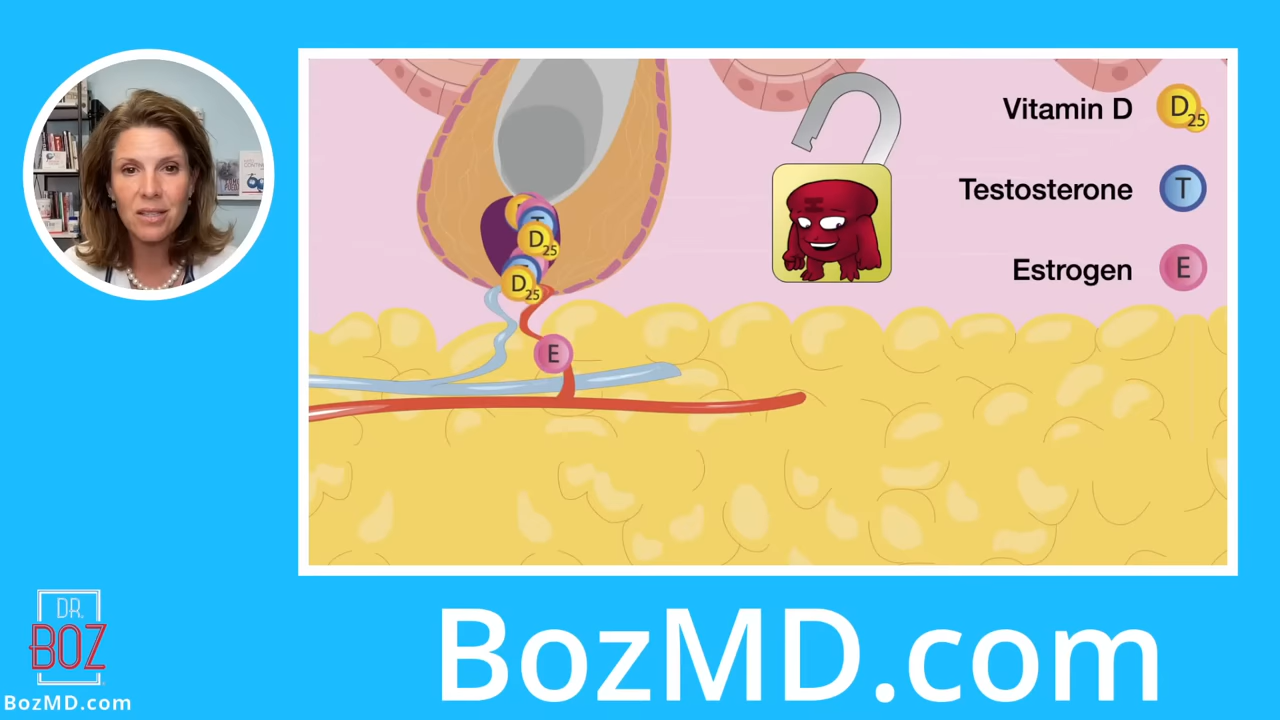 Vitamin D
D25
Testosterone
T
Estrogen
E
T
D25
D25
E
DR.
BOZ
BozMD.com
BozMD.com